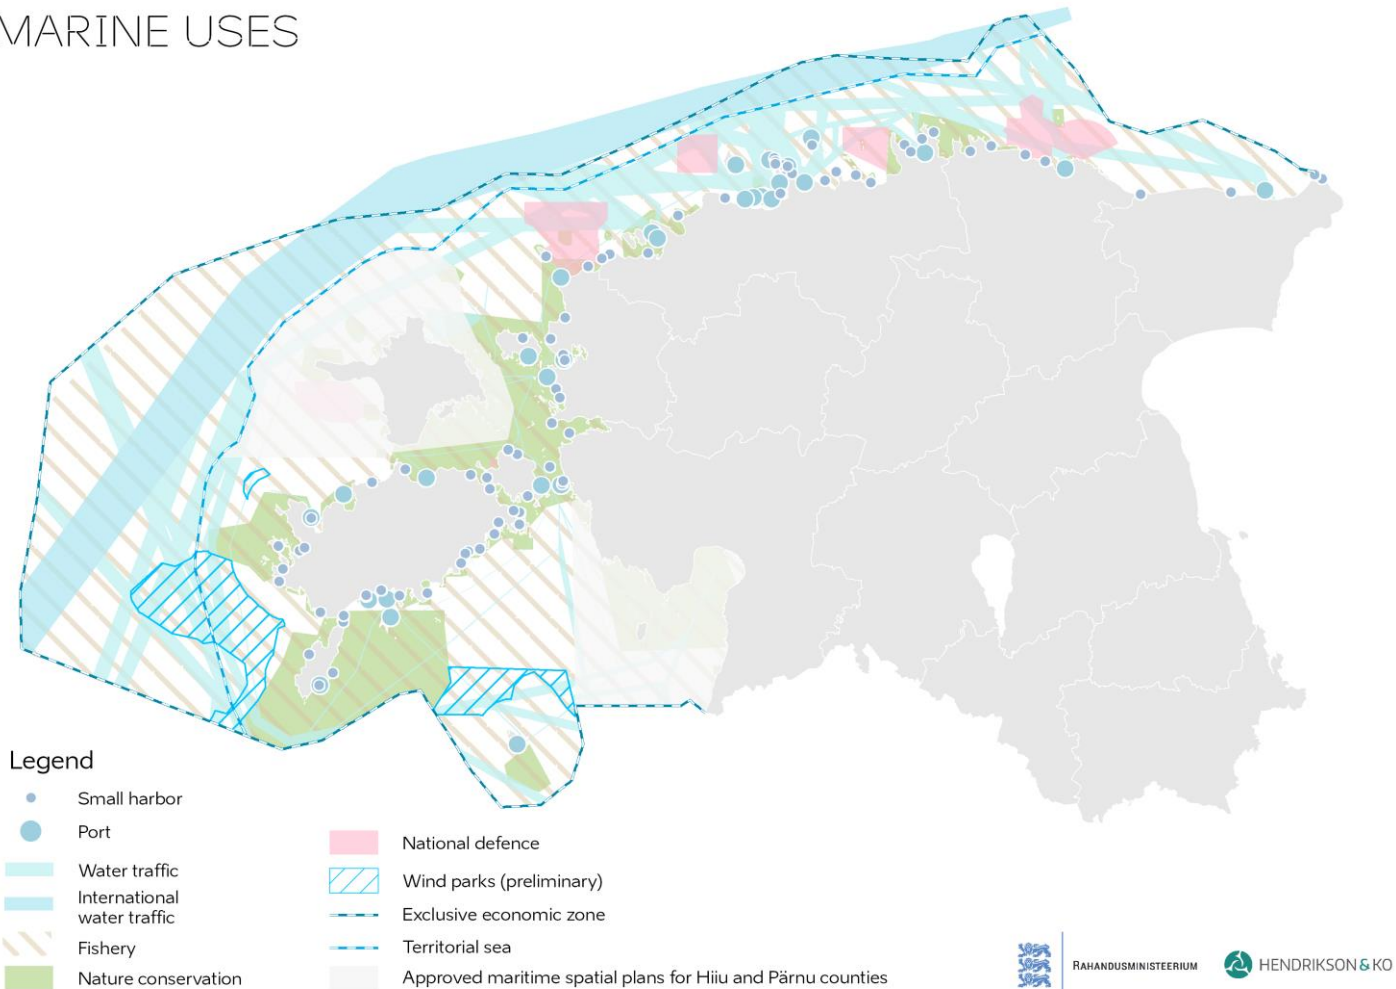 MARINE USES
Legend
Small harbor
Port
Water traffic
International
water traffic
Fishery
Nature conservation
National defence
Wind parks (preliminary)
Exclusive economic zone
Territorial sea
Approved maritime spatial plans for Hiiu and Pärnu counties
RAHANDUSMINISTEERIUM
HENDRIKSON & KO